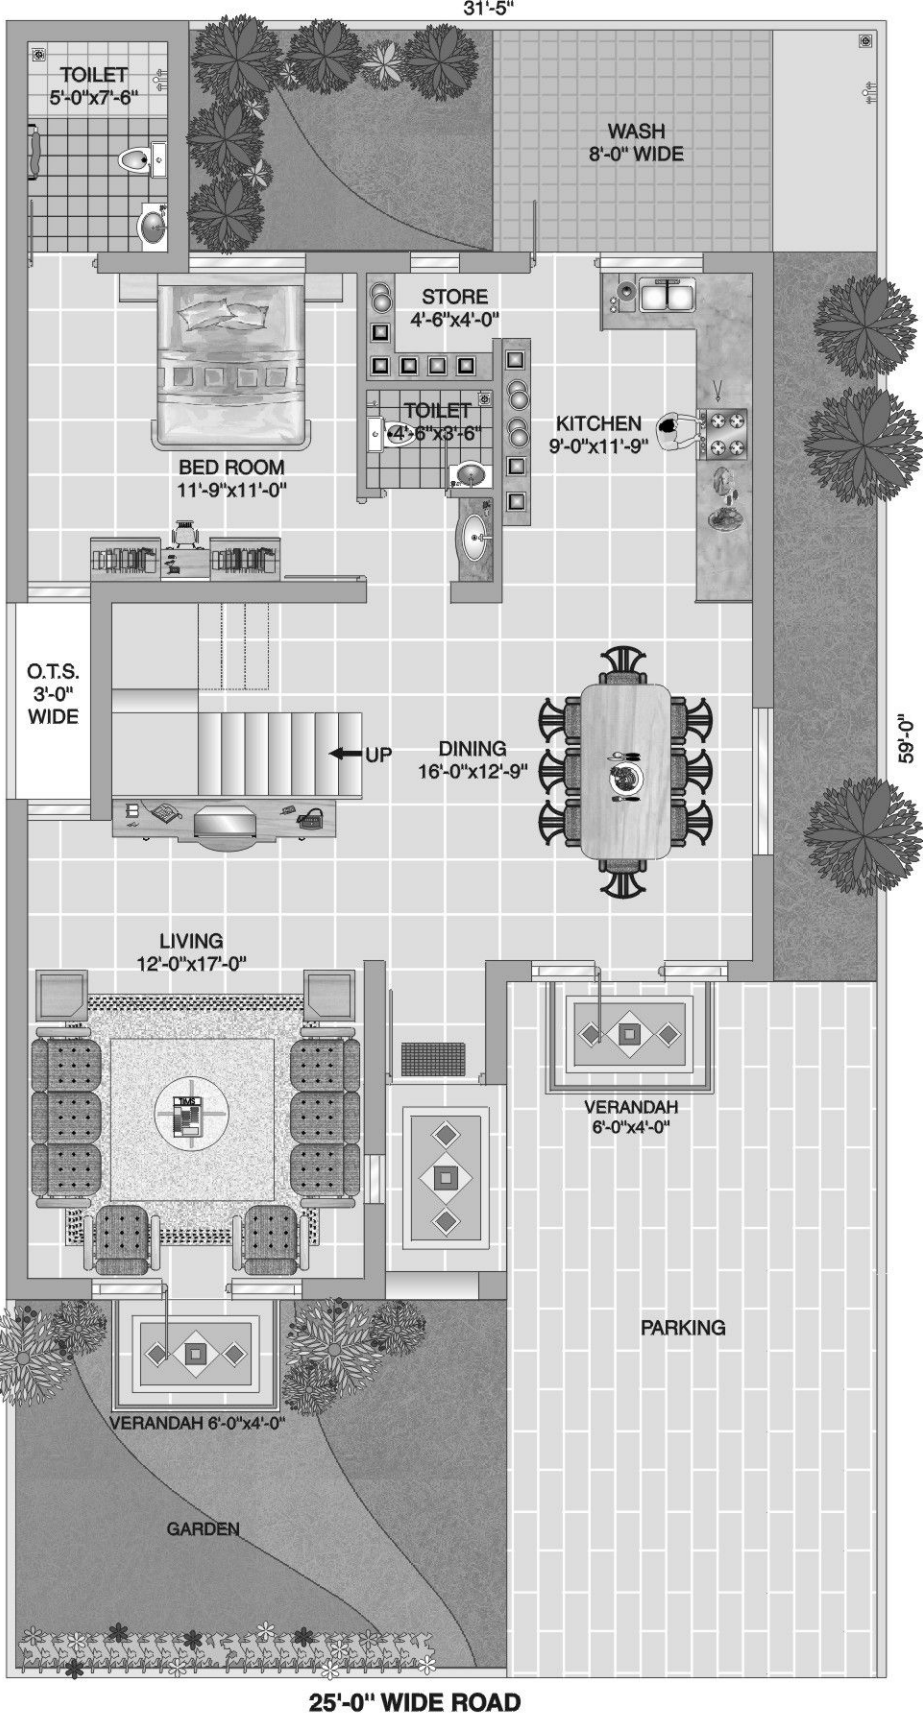 31'-5"
TOILET
5'-0"x7'-6"
WASH
8'-0" WIDE
STORE
4'-6"x4'-0"
TOILET
4'-6"x3'-6"
KITCHEN
9'-0"x11'-9"
BED ROOM
11'-9"x11'-0"
O.T.S.
3'-0"
WIDE
UP
DINING
16'-0"x12'-9"
59'-0"
LIVING
12'-0"x17'-0"
TIMS
VERANDAH
6'-0"x4'-0"
PARKING
VERANDAH 6'-0"x4'-0"
GARDEN
25'-0" WIDE ROAD